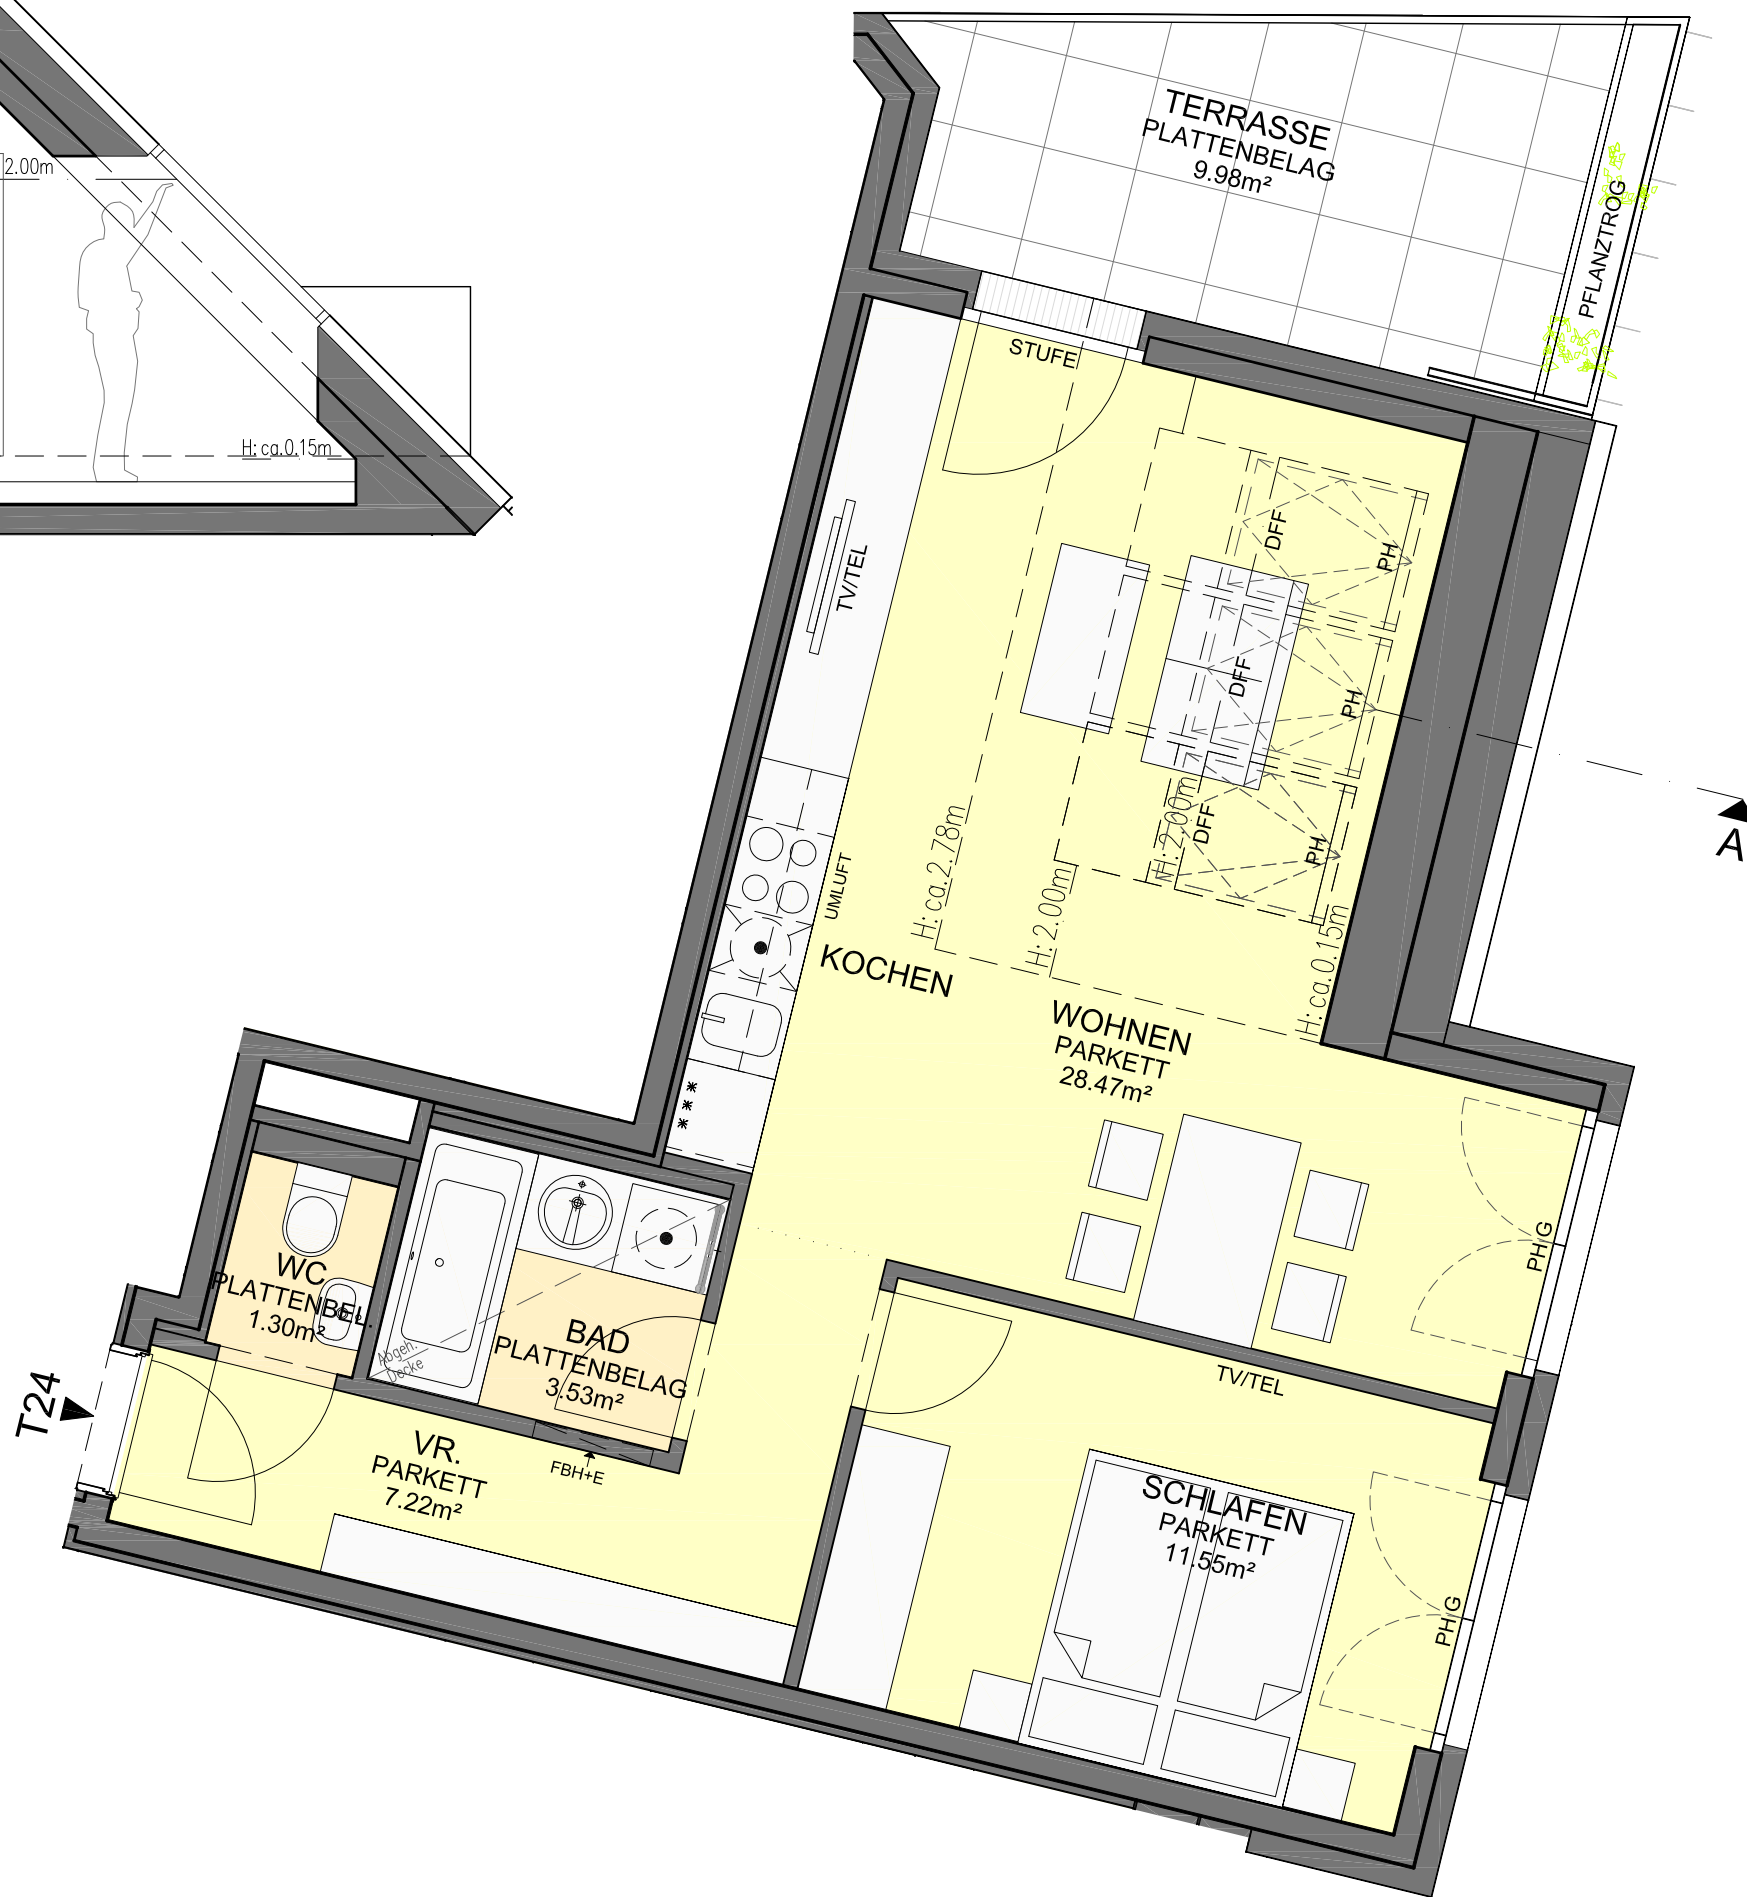 2.00m
H: ca.0.15m
TERRASSE
PLATTENBELAG
9.98m²
PFLANZTROG
STUFE
TV/TEL
DFF
PH
DFF
PH
DFF
PH
H: 2.00m
H: ca.2.78m
H: 2.00m
H: ca.0.15m
A
UMLUFT
KOCHEN
WOHNEN
PARKETT
28.47m²
PH G
WC
PLATTENBEL.
1.30m²
BAD
PLATTENBELAG
3.53m²
Abgeh.
Decke
T24
VR.
PARKETT
7.22m²
FBH+E
TV/TEL
SCHLAFEN
PARKETT
11.55m²
PH G